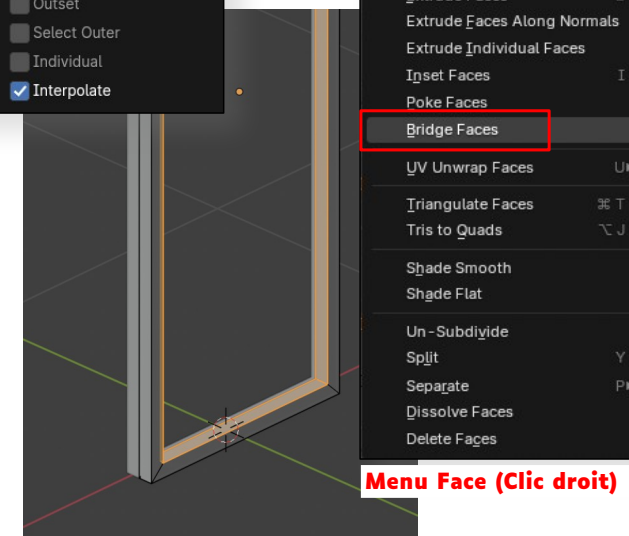 Outset
Select Outer
Individual
Interpolate
Extrude Faces Along Normals
Extrude Individual Faces
Inset Faces I
Poke Faces
Bridge Faces
UV Unwrap Faces U
Triangulate Faces ⌘ T
Tris to Quads ⌥ J
Shade Smooth
Shade Flat
Un-Subdivide
Split Y
Separate P
Dissolve Faces
Delete Faces
Menu Face (Clic droit)